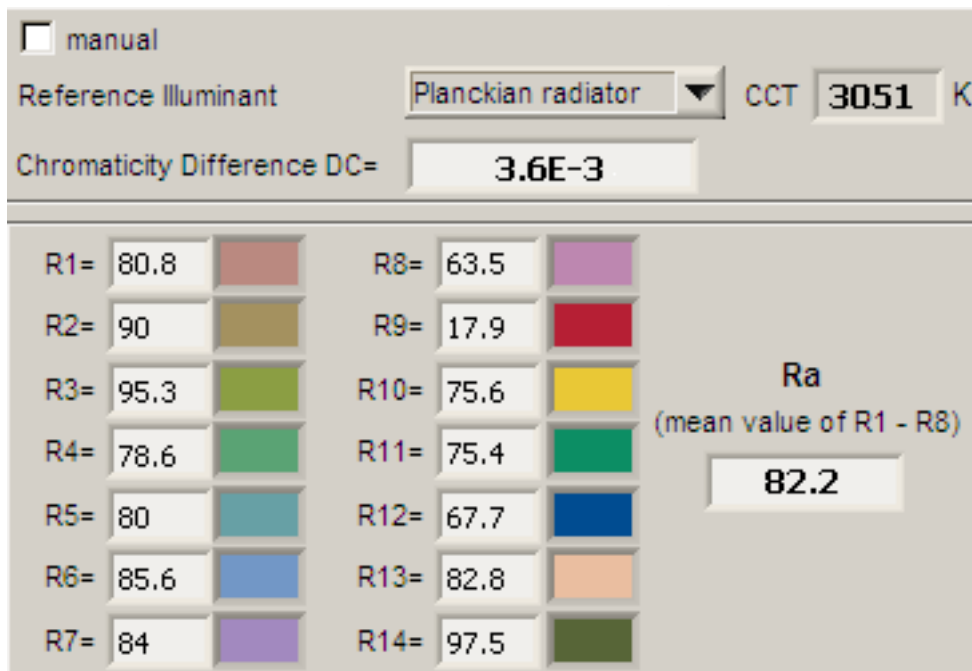 manual
Reference Illuminant Planckian radiator CCT 3051 K
Chromaticity Difference DC= 3.6E-3
R1= 80.8 R8= 63.5
R2= 90 R9= 17.9
R3= 95.3 R10= 75.6
R4= 78.6 R11= 75.4
R5= 80 R12= 67.7
R6= 85.6 R13= 82.8
R7= 84 R14= 97.5
Ra
(mean value of R1 - R8)
82.2